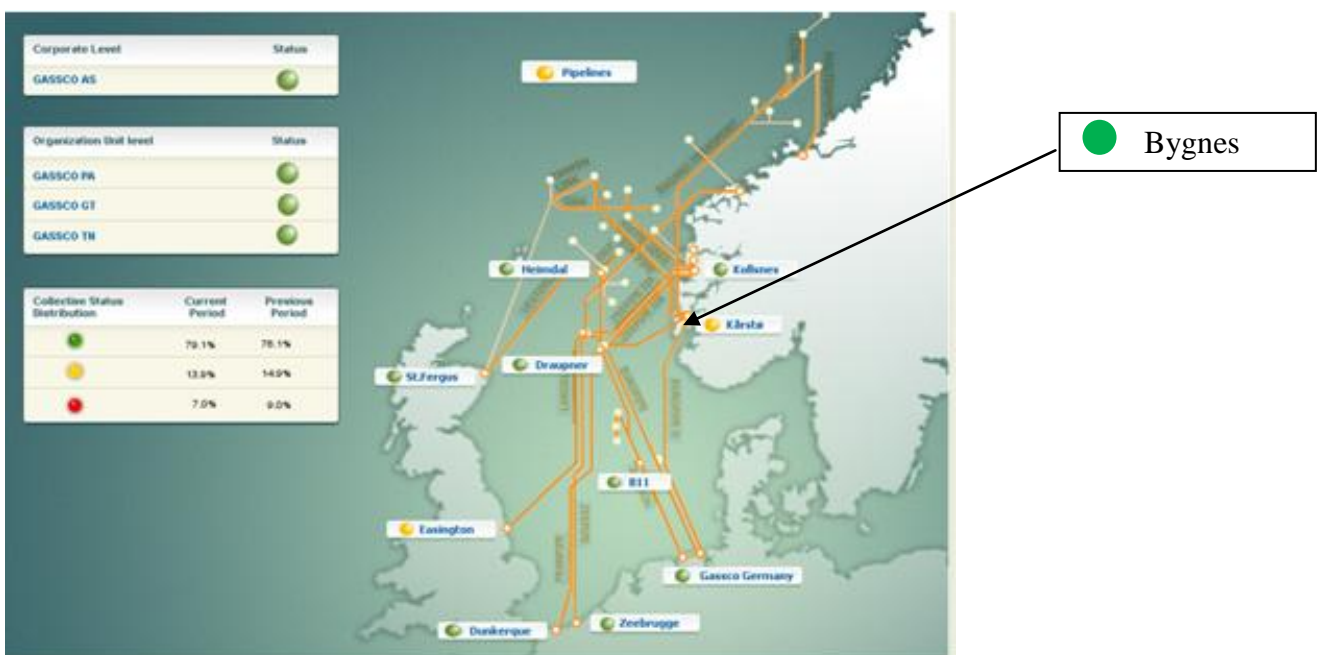 Corporate Level Status
GASSCO AS
Organization Unit level Status
GASSCO PA
GASSCO GT
GASSCO TN
Collective Status Distribution Current Period Previous Period
79.1% 76.1%
13.9% 14.9%
7.0% 9.0%
Pipelines
Bygnes
Heimdal
Kollsnes
Kårstø
Draupner
St.Fergus
B11
Easington
Gassco Germany
Zeebrugge
Dunkerque